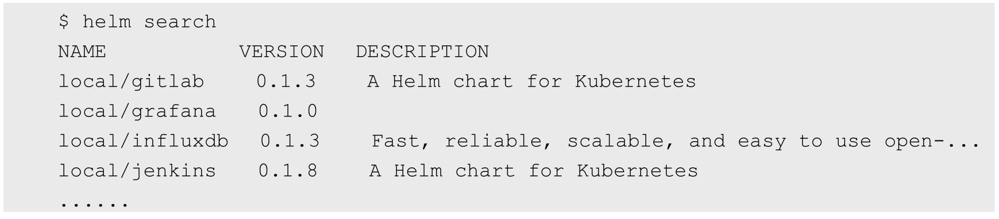 $ helm search
NAME           VERSION   DESCRIPTION
local/gitlab     0.1.3     A Helm chart for Kubernetes
local/grafana    0.1.0
local/influxdb   0.1.3     Fast, reliable, scalable, and easy to use open-...
local/jenkins    0.1.8     A Helm chart for Kubernetes
......